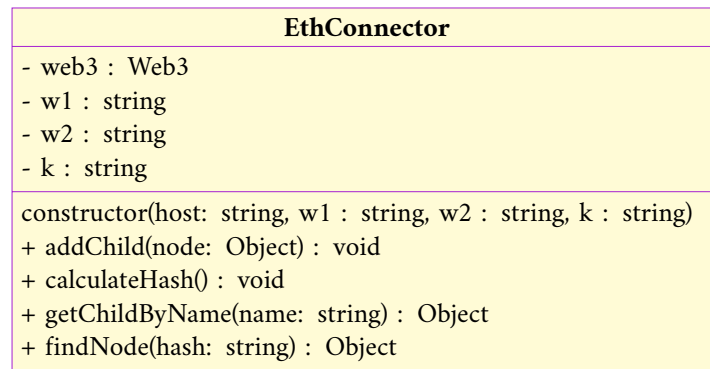 EthConnector
- web3 : Web3
- w1 : string
- w2 : string
- k : string
constructor(host: string, w1 : string, w2 : string, k : string)
+ addChild(node: Object) : void
+ calculateHash() : void
+ getChildByName(name: string) : Object
+ findNode(hash: string) : Object